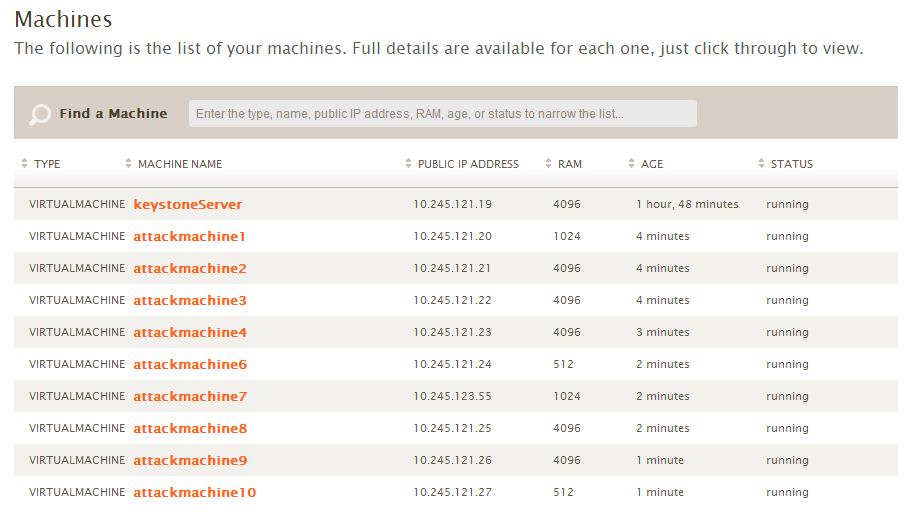 Machines
The following is the list of your machines. Full details are available for each one, just click through to view.
Find a Machine Enter the type, name, public IP address, RAM, age, or status to narrow the list...
TYPE MACHINE NAME PUBLIC IP ADDRESS RAM AGE STATUS
VIRTUALMACHINE keystoneServer 10.245.121.19 4096 1 hour, 48 minutes running
VIRTUALMACHINE attackmachine1 10.245.121.20 1024 4 minutes running
VIRTUALMACHINE attackmachine2 10.245.121.21 4096 4 minutes running
VIRTUALMACHINE attackmachine3 10.245.121.22 4096 4 minutes running
VIRTUALMACHINE attackmachine4 10.245.121.23 4096 3 minutes running
VIRTUALMACHINE attackmachine6 10.245.121.24 512 2 minutes running
VIRTUALMACHINE attackmachine7 10.245.123.55 1024 2 minutes running
VIRTUALMACHINE attackmachine8 10.245.121.25 4096 2 minutes running
VIRTUALMACHINE attackmachine9 10.245.121.26 4096 1 minute running
VIRTUALMACHINE attackmachine10 10.245.121.27 512 1 minute running